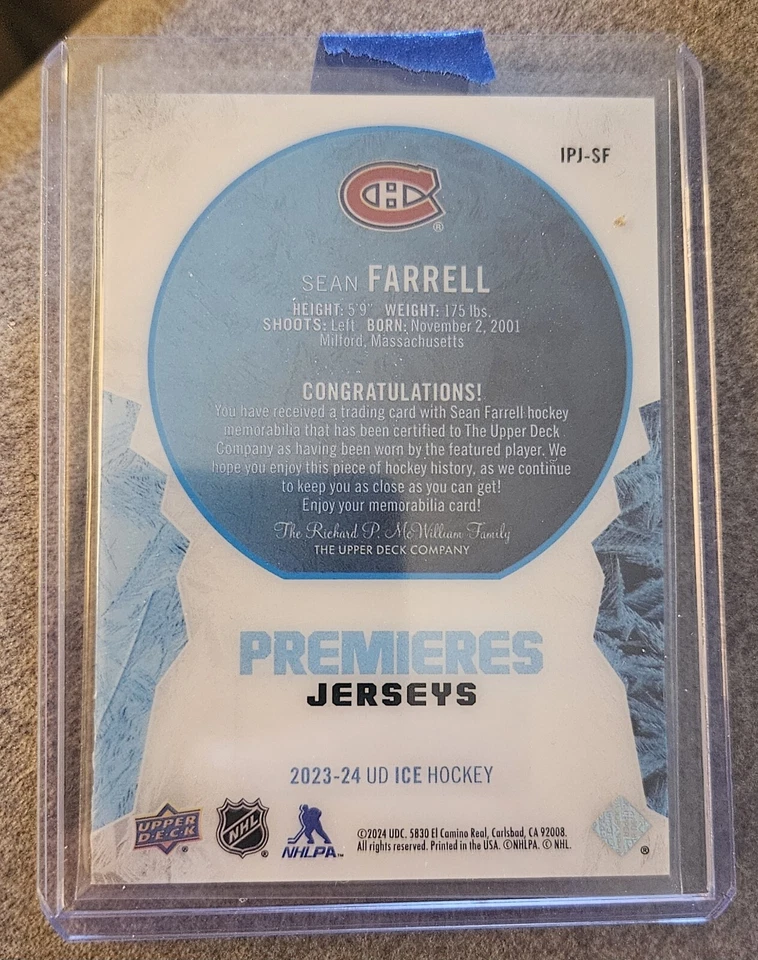 IPJ-SF
SEAN FARRELL
HEIGHT: 5'9" WEIGHT: 175 lbs.
SHOOTS: Left BORN: November 2, 2001
Milford, Massachusetts
CONGRATULATIONS!
You have received a trading card with Sean Farrell hockey
memorabilia that has been certified to The Upper Deck
Company as having been worn by the featured player. We
hope you enjoy this piece of hockey history, as we continue
to keep you as close as you can get!
Enjoy your memorabilia card!
The Richard P. McWilliam Family
THE UPPER DECK COMPANY
PREMIERES
JERSEYS
2023-24 UD ICE HOCKEY
UPPER
DECK
NHL
NHLPA
©2024 UDC. 5830 El Camino Real, Carlsbad, CA 92008.
All rights reserved. Printed in the USA. ©NHLPA. © NHL.